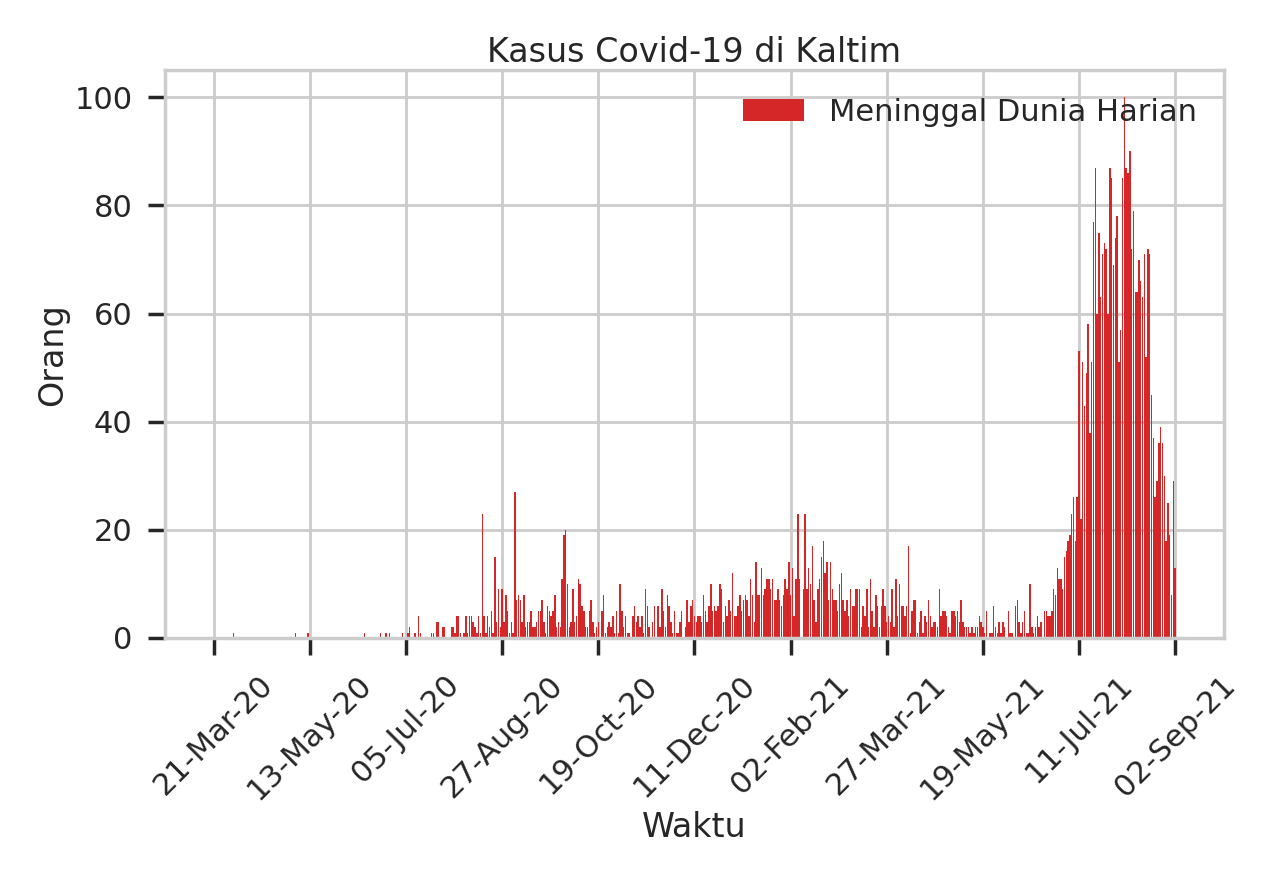 Kasus Covid-19 di Kaltim
Meninggal Dunia Harian
Orang
100
80
60
40
20
0
21-Mar-20
13-May-20
05-Jul-20
27-Aug-20
19-Oct-20
11-Dec-20
02-Feb-21
27-Mar-21
19-May-21
11-Jul-21
02-Sep-21
Waktu